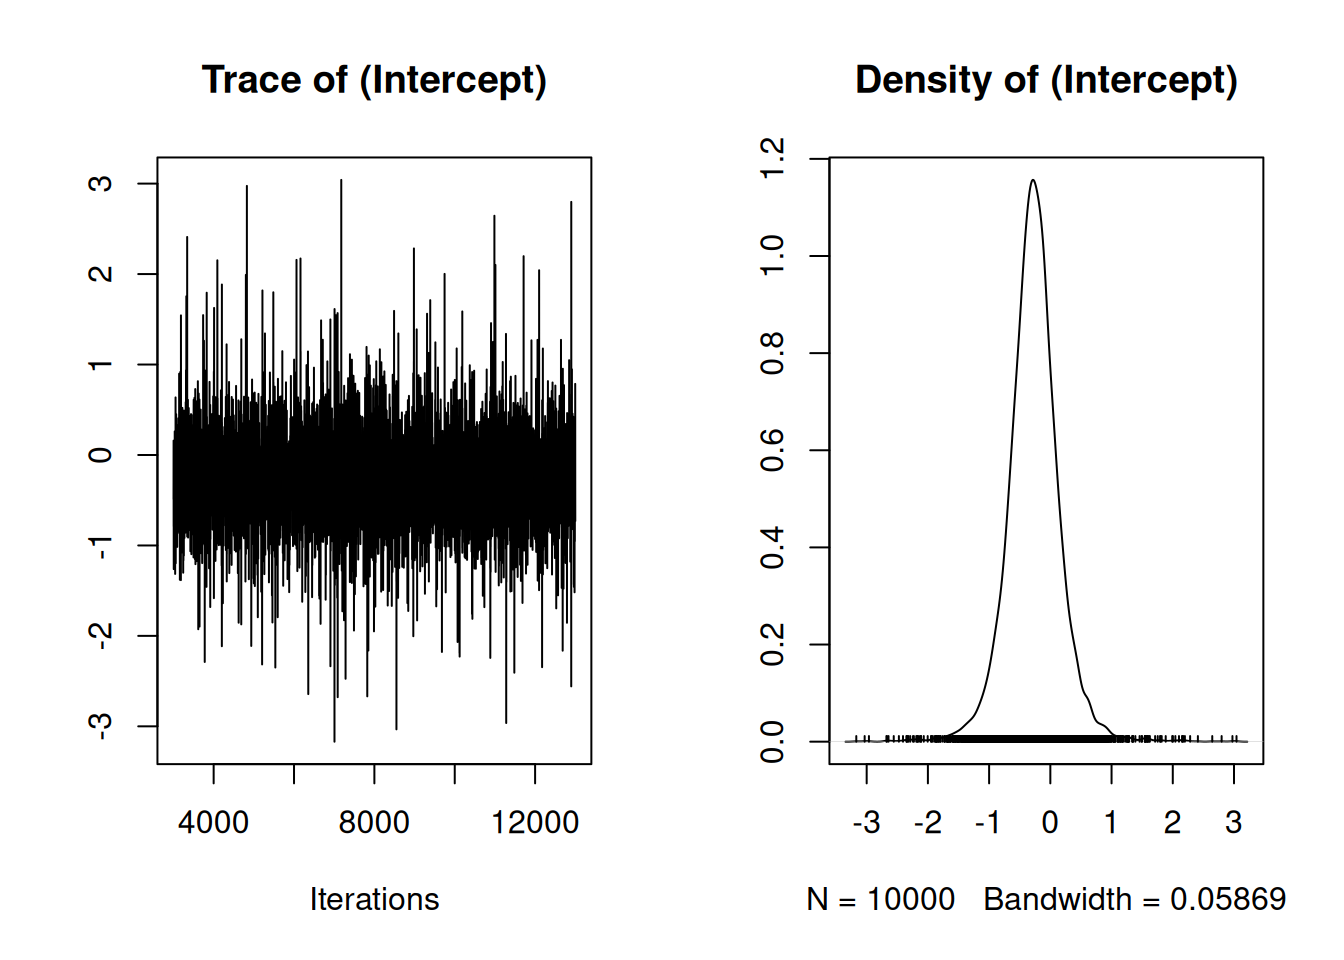 Trace of (Intercept)
3
2
1
0
-1
-2
-3
4000 8000 12000
Iterations
Density of (Intercept)
1.2
1.0
0.8
0.6
0.4
0.2
0.0
-3 -2 -1 0 1 2 3
N = 10000 Bandwidth = 0.05869